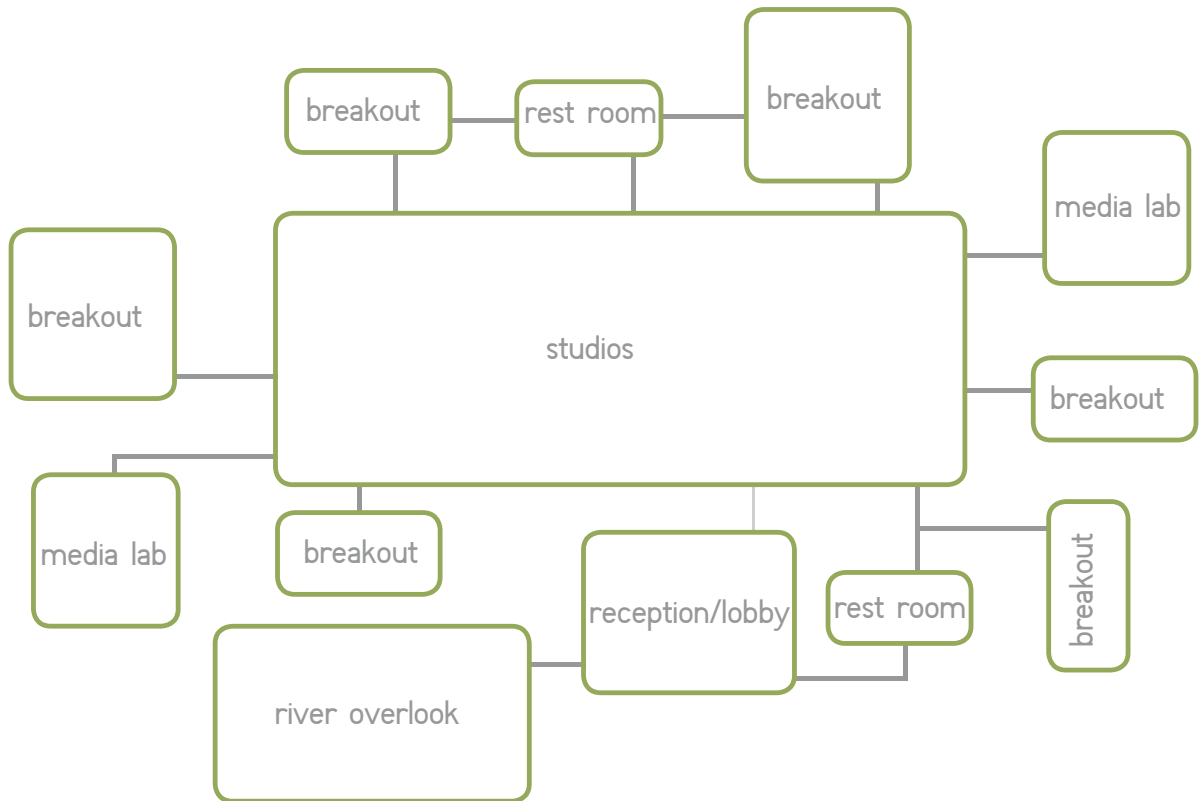 breakout
rest room
breakout
media lab
breakout
studios
breakout
media lab
breakout
breakout
reception/lobby
rest room
river overlook